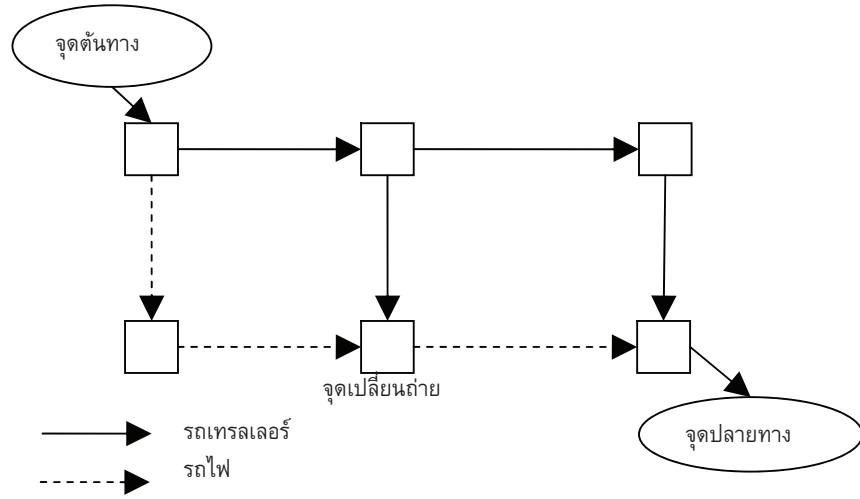 จุดต้นทาง
จุดเปลี่ยนถ่าย
รถเทรลเลอร์
จุดปลายทาง
รถไฟ